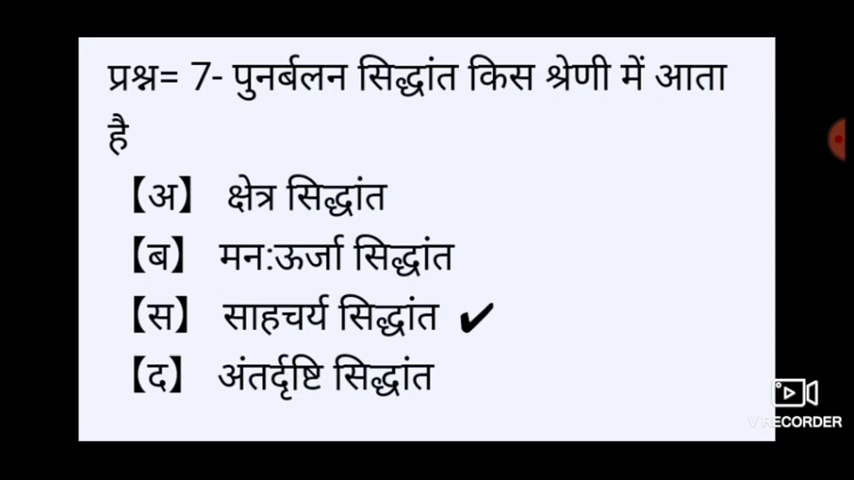 प्रश्न= 7- पुनर्बलन सिद्धांत किस श्रेणी में आता
है
【अ】 क्षेत्र सिद्धांत
【ब】 मन:ऊर्जा सिद्धांत
【स】 साहचर्य सिद्धांत ✔
【द】 अंतर्दृष्टि सिद्धांत
V RECORDER